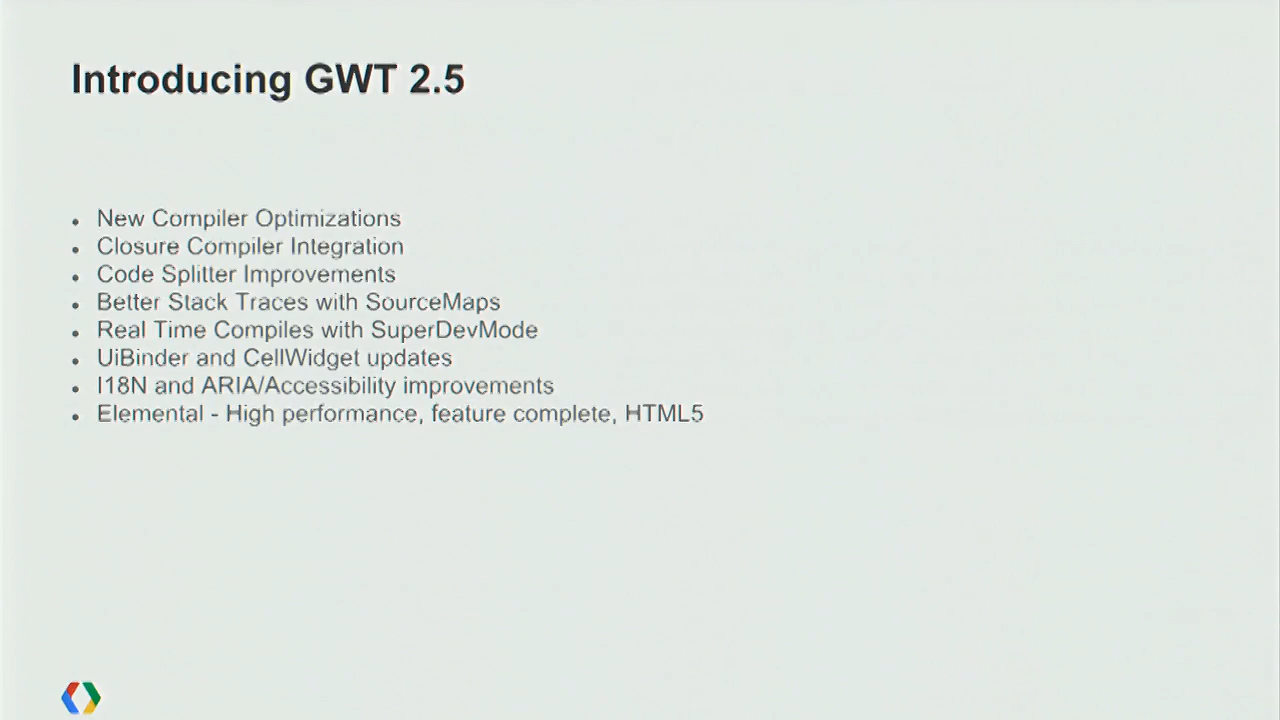 Introducing GWT 2.5
• New Compiler Optimizations
• Closure Compiler Integration
• Code Splitter Improvements
• Better Stack Traces with SourceMaps
• Real Time Compiles with SuperDevMode
• UiBinder and CellWidget updates
• I18N and ARIA/Accessibility improvements
• Elemental - High performance, feature complete, HTML5